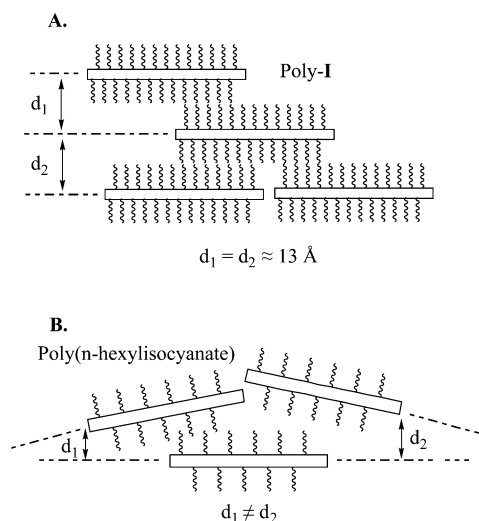 A.
Poly-I
d₁
d₂
d₁ = d₂ ≈ 13 Å
B.
Poly(n-hexylisocyanate)
d₁
d₂
d₁ ≠ d₂